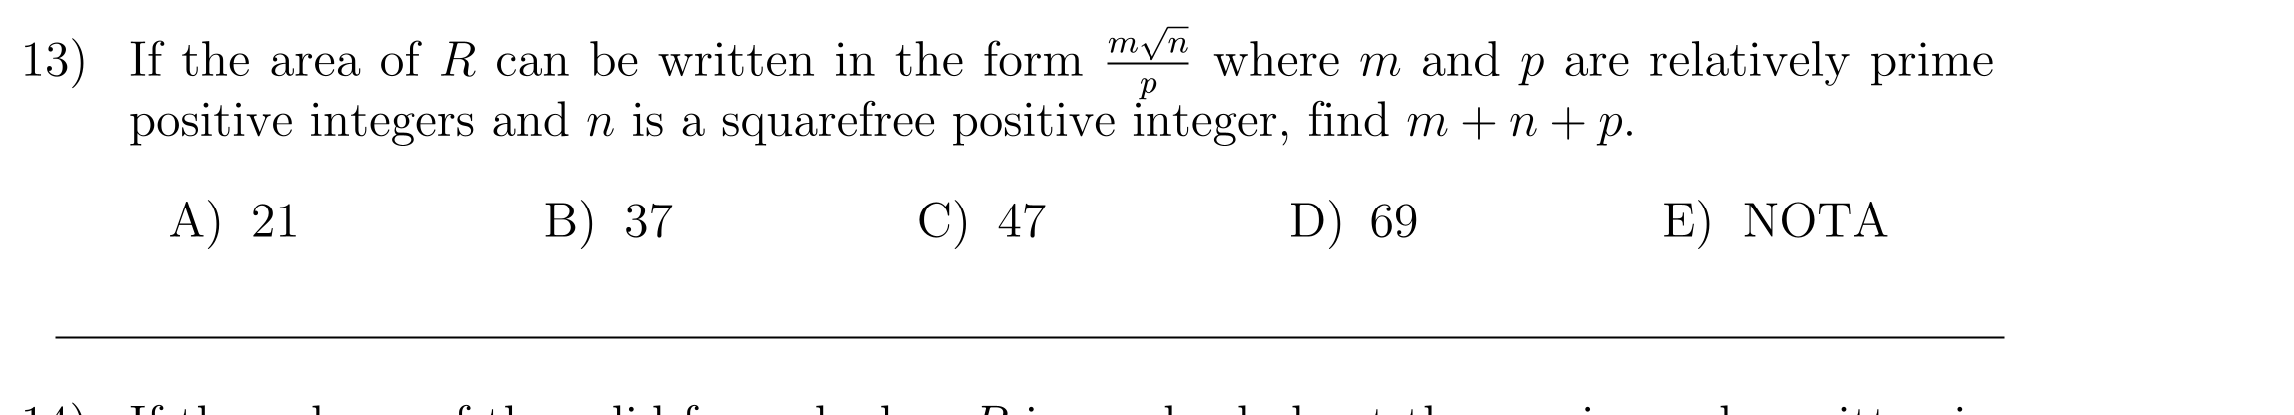 13) If the area of R can be written in the form m√n/p where m and p are relatively prime
positive integers and n is a squarefree positive integer, find m + n + p.
A) 21 B) 37 C) 47 D) 69 E) NOTA